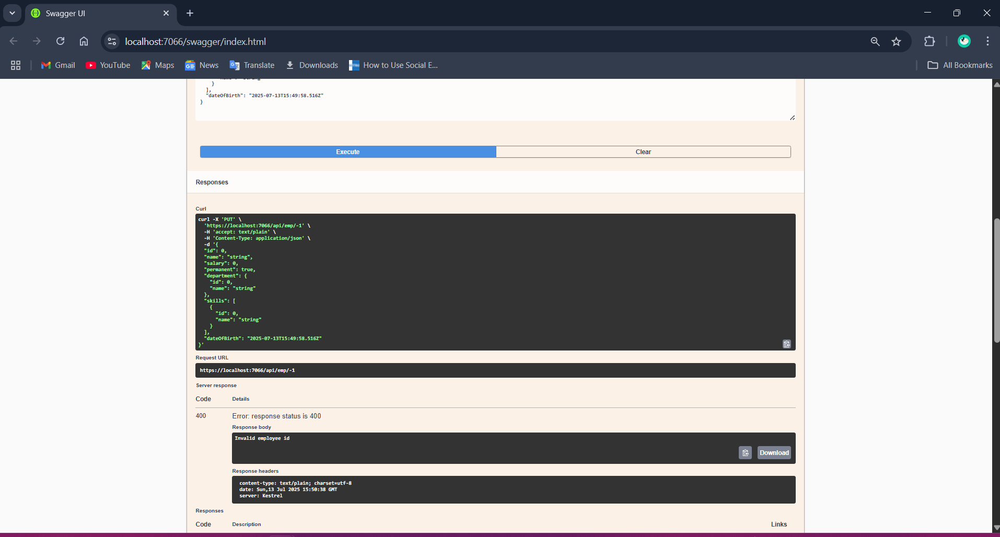 Swagger UI
localhost:7066/swagger/index.html
Gmail YouTube Maps News Translate Downloads How to Use Social E... All Bookmarks
}
],
"dateOfBirth": "2025-07-13T15:49:58.516Z"
}
Execute Clear
Responses
Curl
curl -X 'PUT' \
'https://localhost:7066/api/emp/-1' \
-H 'accept: text/plain' \
-H 'Content-Type: application/json' \
-d '{
"id": 0,
"name": "string",
"salary": 0,
"permanent": true,
"department": {
"id": 0,
"name": "string"
},
"skills": [
{
"id": 0,
"name": "string"
}
],
"dateOfBirth": "2025-07-13T15:49:58.516Z"
}'
Request URL
https://localhost:7066/api/emp/-1
Server response
Code Details
400 Error: response status is 400
Response body
Invalid employee id
Download
Response headers
content-type: text/plain; charset=utf-8
date: Sun,13 Jul 2025 15:50:38 GMT
server: Kestrel
Responses
Code Description Links